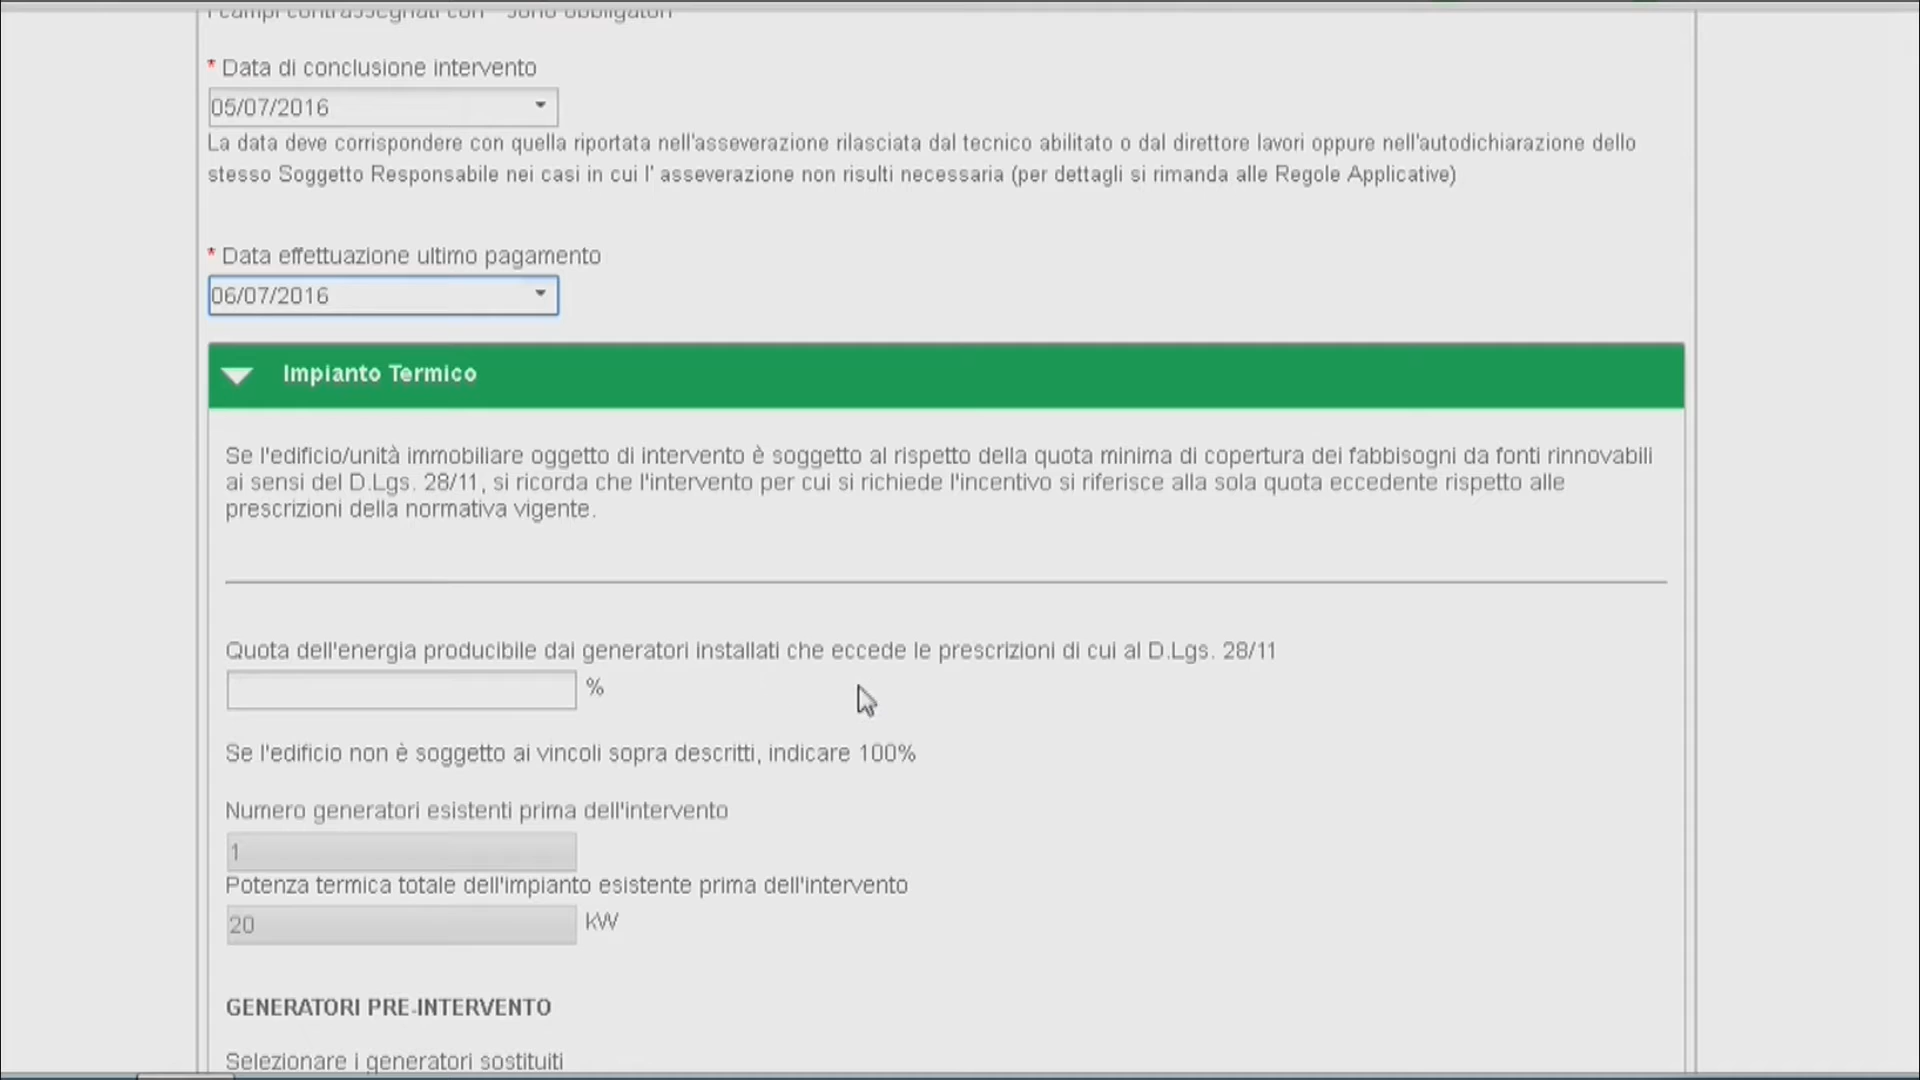 I campi contrassegnati con * sono obbligatori
* Data di conclusione intervento
05/07/2016
La data deve corrispondere con quella riportata nell'asseverazione rilasciata dal tecnico abilitato o dal direttore lavori oppure nell'autodichiarazione dello
stesso Soggetto Responsabile nei casi in cui l' asseverazione non risulti necessaria (per dettagli si rimanda alle Regole Applicative)
* Data effettuazione ultimo pagamento
06/07/2016
Impianto Termico
Se l'edificio/unità immobiliare oggetto di intervento è soggetto al rispetto della quota minima di copertura dei fabbisogni da fonti rinnovabili
ai sensi del D.Lgs. 28/11, si ricorda che l'intervento per cui si richiede l'incentivo si riferisce alla sola quota eccedente rispetto alle
prescrizioni della normativa vigente.
Quota dell'energia producibile dai generatori installati che eccede le prescrizioni di cui al D.Lgs. 28/11
%
Se l'edificio non è soggetto ai vincoli sopra descritti, indicare 100%
Numero generatori esistenti prima dell'intervento
1
Potenza termica totale dell'impianto esistente prima dell'intervento
20 kW
GENERATORI PRE-INTERVENTO
Selezionare i generatori sostituiti